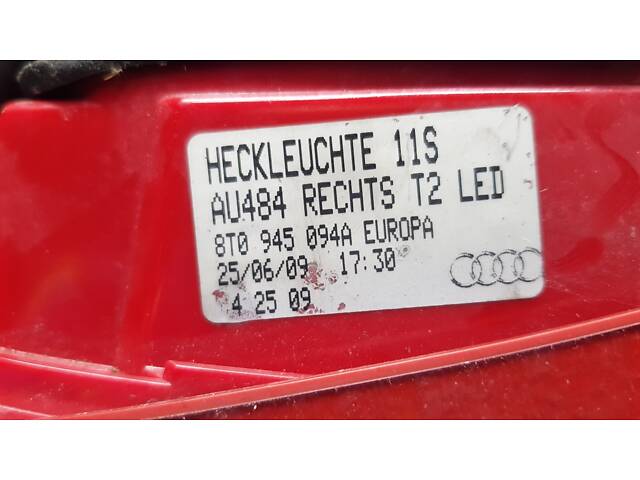 HECKLEUCHTE 11S
AU484 RECHTS T2 LED
8T0 945 094A EUROPA
25/06/09 17:30
4 25 09